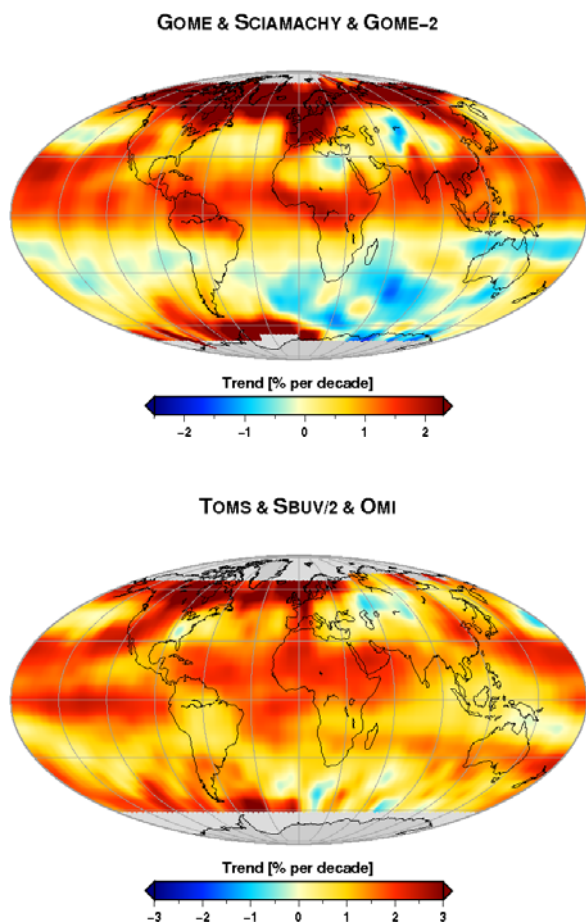 GOME & SCIAMACHY & GOME-2
Trend [% per decade]
-2 -1 0 1 2
TOMS & SBUV/2 & OMI
Trend [% per decade]
-3 -2 -1 0 1 2 3